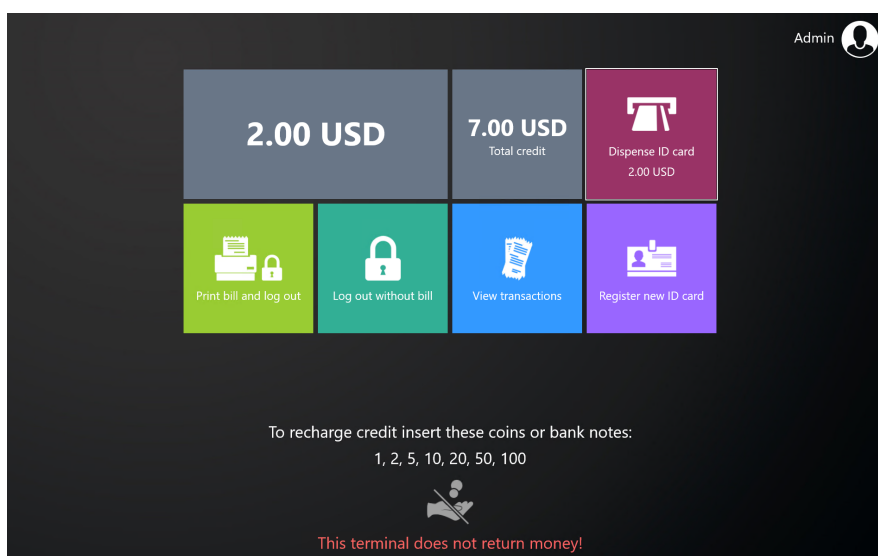 Admin
2.00 USD
7.00 USD
Total credit
Dispense ID card
2.00 USD
Print bill and log out
Log out without bill
View transactions
Register new ID card
To recharge credit insert these coins or bank notes:
1, 2, 5, 10, 20, 50, 100
This terminal does not return money!